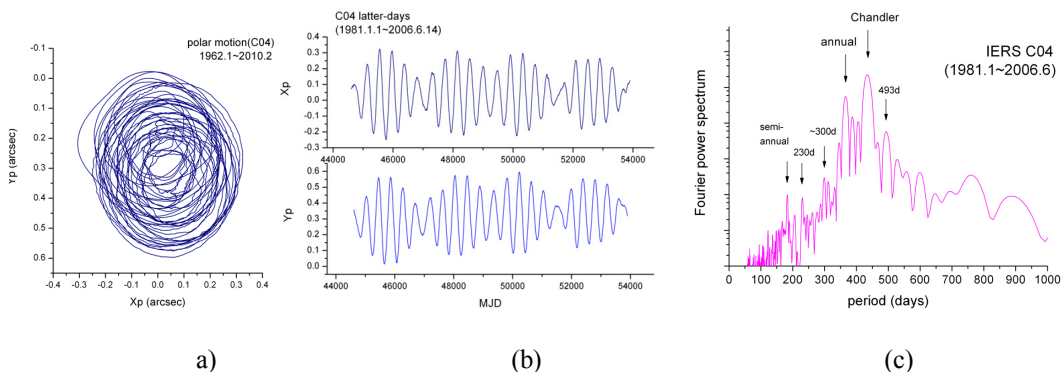 polar motion(C04)
1962.1~2010.2
-0.1
0.0
0.1
0.2
0.3
0.4
0.5
0.6
Yp (arcsec)
-0.3 -0.2 -0.1 0.0 0.1 0.2 0.3 0.4
Xp (arcsec)
a)
C04 latter-days
(1981.1.1~2006.6.14)
0.4
0.3
0.2
0.1
0.0
-0.1
-0.2
-0.3
Xp
44000 46000 48000 50000 52000 54000
0.6
0.5
0.4
0.3
0.2
0.1
0.0
Yp
44000 46000 48000 50000 52000 54000
MJD
(b)
Chandler
annual
IERS C04
(1981.1~2006.6)
493d
~300d
semi-
annual
230d
Fourier power spectrum
0 100 200 300 400 500 600 700 800 900 1000
period (days)
(c)